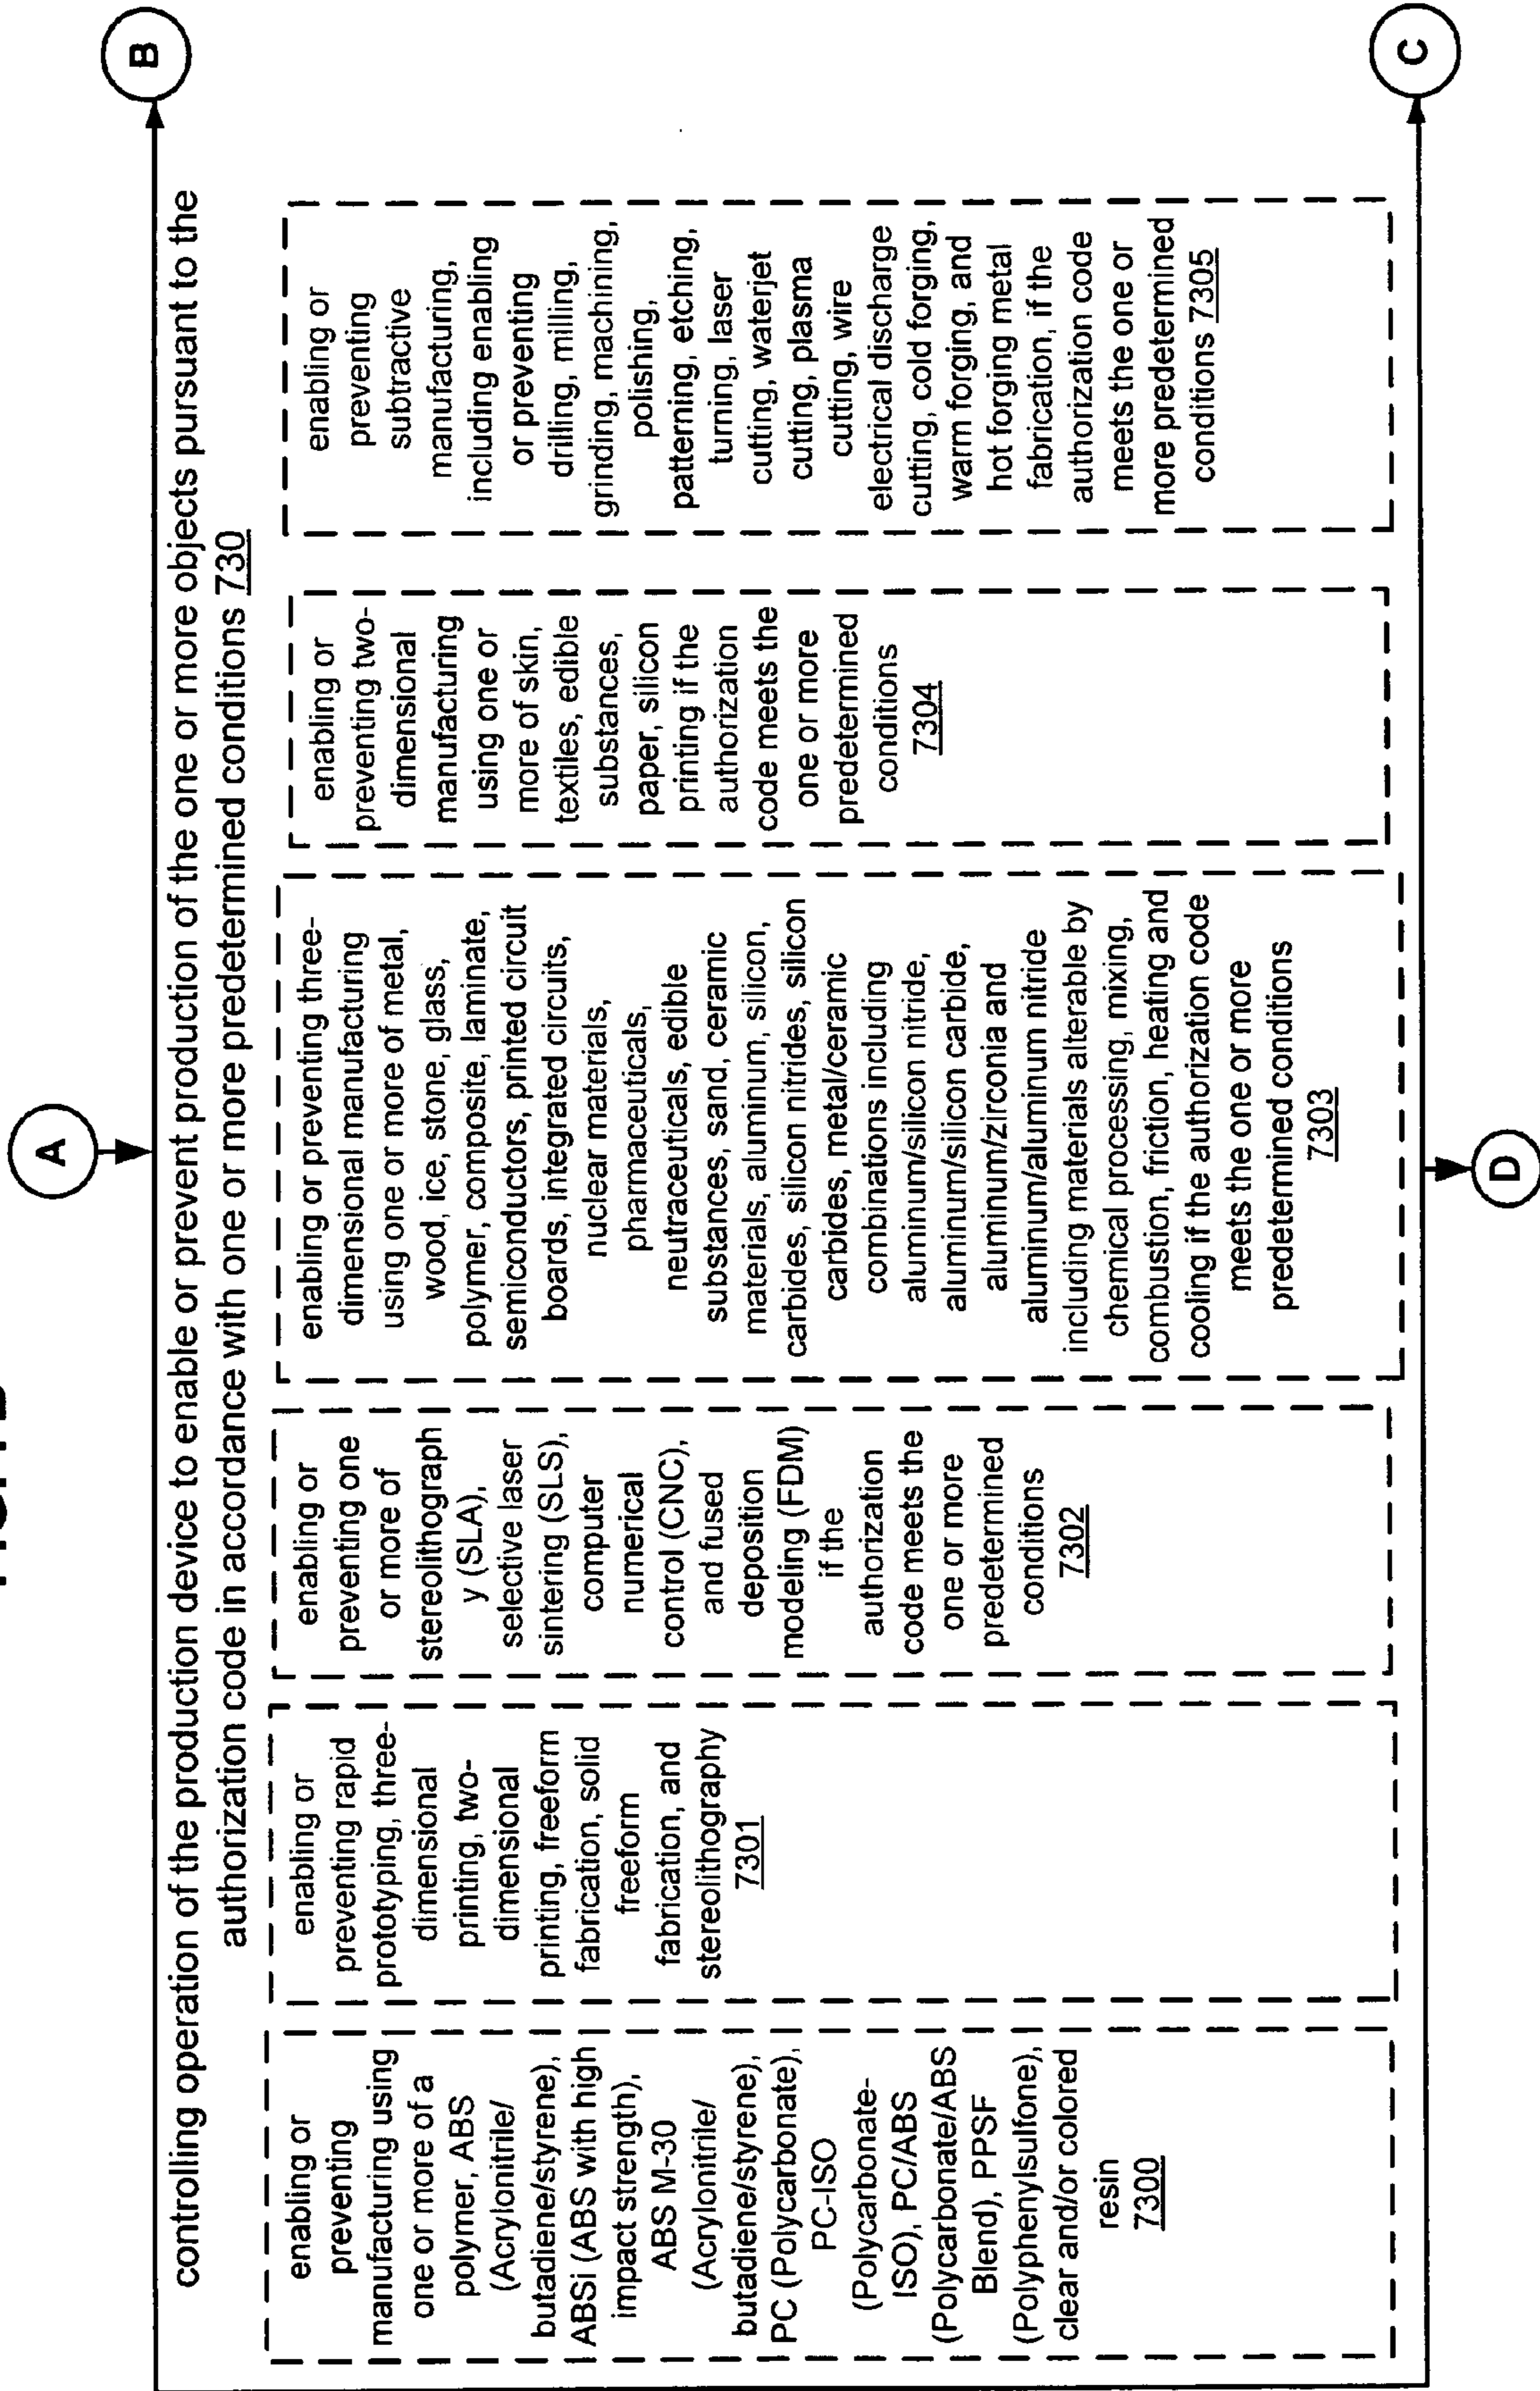 A
B
controlling operation of the production device to enable or prevent production of the one or more objects pursuant to the
authorization code in accordance with one or more predetermined conditions 730
enabling or
preventing
manufacturing using
one or more of a
polymer, ABS
(Acrylonitrile/
butadiene/styrene),
ABSi (ABS with high
impact strength),
ABS M-30
(Acrylonitrile/
butadiene/styrene),
PC (Polycarbonate),
PC-ISO
(Polycarbonate-
ISO), PC/ABS
(Polycarbonate/ABS
Blend), PPSF
(Polyphenylsulfone),
clear and/or colored
resin
7300
enabling or
preventing rapid
prototyping, three-
dimensional
printing, two-
dimensional
printing, freeform
fabrication, solid
freeform
fabrication, and
stereolithography
7301
enabling or
preventing one
or more of
stereolithograph
y (SLA),
selective laser
sintering (SLS),
computer
numerical
control (CNC),
and fused
deposition
modeling (FDM)
if the
authorization
code meets the
one or more
predetermined
conditions
7302
enabling or preventing three-
dimensional manufacturing
using one or more of metal,
wood, ice, stone, glass,
polymer, composite, laminate,
semiconductors, printed circuit
boards, integrated circuits,
nuclear materials,
pharmaceuticals,
neutraceuticals, edible
substances, sand, ceramic
materials, aluminum, silicon,
carbides, silicon nitrides, silicon
carbides, metal/ceramic
combinations including
aluminum/silicon nitride,
aluminum/silicon carbide,
aluminum/zirconia and
aluminum/aluminum nitride
including materials alterable by
chemical processing, mixing,
combustion, friction, heating and
cooling if the authorization code
meets the one or more
predetermined conditions
7303
enabling or
preventing two-
dimensional
manufacturing
using one or
more of skin,
textiles, edible
substances,
paper, silicon
printing if the
authorization
code meets the
one or more
predetermined
conditions
7304
enabling or
preventing
subtractive
manufacturing,
including enabling
or preventing
drilling, milling,
grinding, machining,
polishing,
patterning, etching,
turning, laser
cutting, waterjet
cutting, plasma
cutting, wire
electrical discharge
cutting, cold forging,
warm forging, and
hot forging metal
fabrication, if the
authorization code
meets the one or
more predetermined
conditions 7305
C
D